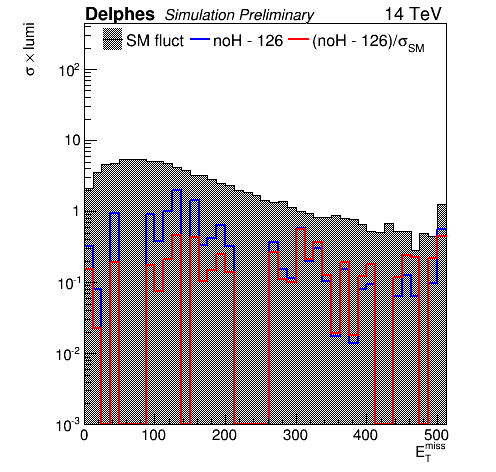 Delphes Simulation Preliminary 14 TeV
SM fluct noH - 126 (noH - 126)/σ_SM
σ × lumi
10²
10
1
10⁻¹
10⁻²
10⁻³
0 100 200 300 400 500
E_T^miss